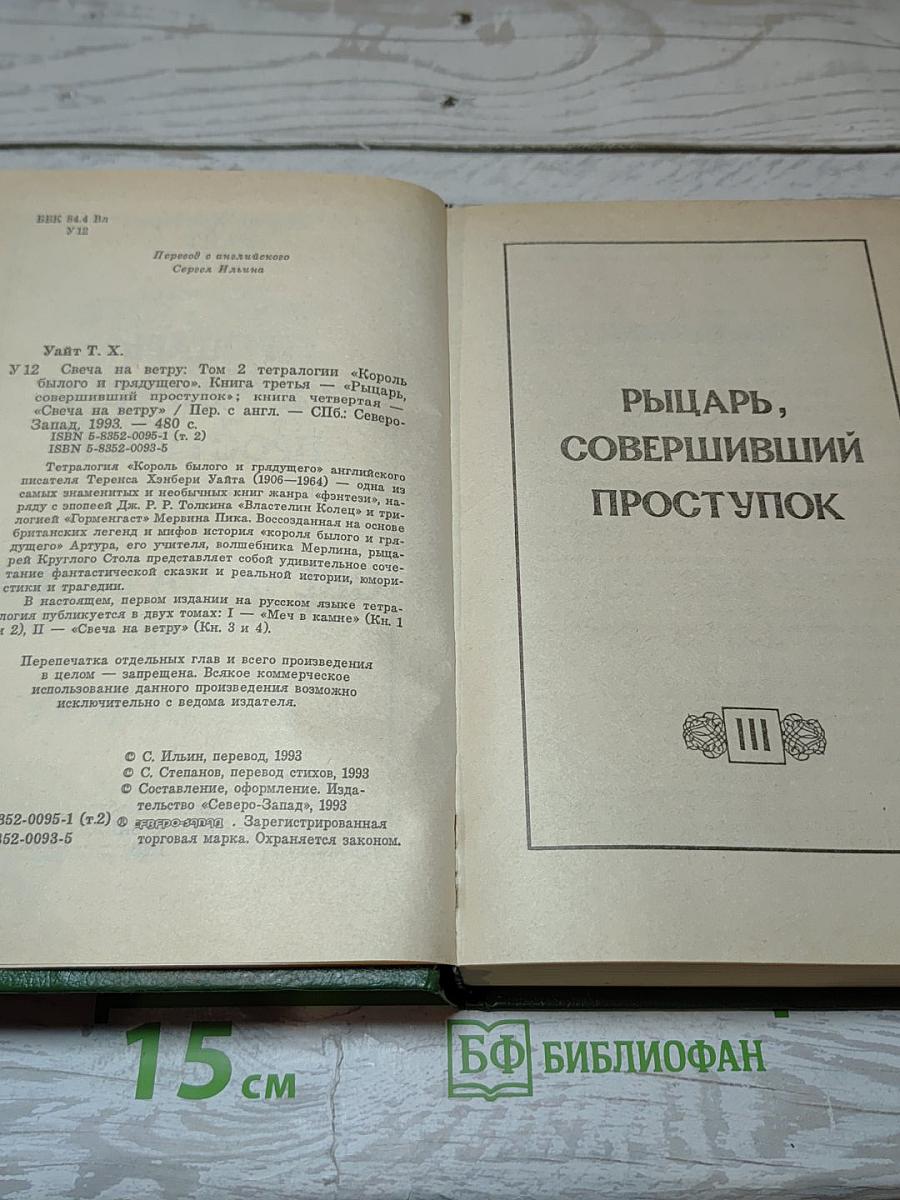 ББК 84.4 Вл
У 12
Перевод с английского
Сергея Ильина
Уайт Т. Х.
У 12 Свеча на ветру: Том 2 тетралогии «Король
былого и грядущего». Книга третья — «Рыцарь,
совершивший проступок»; книга четвертая —
«Свеча на ветру» / Пер. с англ. — СПб.: Северо-
Запад, 1993. — 480 с.
ISBN 5-8352-0095-1 (т. 2)
ISBN 5-8352-0093-5
Тетралогия «Король былого и грядущего» английского
писателя Теренса Хэнбери Уайта (1906—1964) — одна из
самых знаменитых и необычных книг жанра «фэнтези», на-
ряду с эпопеей Дж. Р. Р. Толкина «Властелин Колец» и три-
логией «Горменгаст» Мервина Пика. Воссозданная на основе
британских легенд и мифов история «короля былого и гря-
дущего» Артура, его учителя, волшебника Мерлина, рыца-
рей Круглого Стола представляет собой удивительное соче-
тание фантастической сказки и реальной истории, юмори-
стики и трагедии.
В настоящем, первом издании на русском языке тетра-
логия публикуется в двух томах: I — «Меч в камне» (Кн. 1
и 2), II — «Свеча на ветру» (Кн. 3 и 4).
Перепечатка отдельных глав и всего произведения
в целом — запрещена. Всякое коммерческое
использование данного произведения возможно
исключительно с ведома издателя.
© С. Ильин, перевод, 1993
© С. Степанов, перевод стихов, 1993
© Составление, оформление. Изда-
тельство «Северо-Запад», 1993
352-0095-1 (т.2) ® СЕВЕРО-ЗАПАД . Зарегистрированная
352-0093-5 торговая марка. Охраняется законом.
РЫЦАРЬ,
СОВЕРШИВШИЙ
ПРОСТУПОК
III
15 см
БФ БИБЛИОФАН